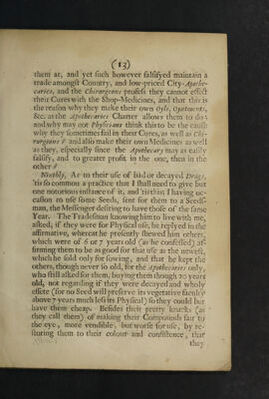 (13)
them at, and yet such however falsifyed maintain a
trade amongst Country, and low-priced City-Apothe-
caries, and the Chirurgeons profess they cannot effect
their Cures with the Shop-Medicines, and that this is
the reason why they make their own Oyls, Oyntments,
&c. as the Apothecaries Charter allows them to do;
and why may not Physicians think this to be the cause
why they sometimes fail in their Cures, as well as Chi-
rurgeons? and also make their own Medicines as well
as they, especially since the Apothecary may as easily
falsify, and to greater profit in the one, then in the
other?
Ninthly, As to their use of bad or decayed Drugs,
'tis so common a practice that I shall need to give but
one notorious instance of it, and 'tis this: I having oc-
casion to use some Seeds, sent for them to a Seeds-
man, the Messenger desiring to have those of the same
Year. The Tradesman knowing him to live with me,
asked, if they were for Physical use, he replyed in the
affirmative, whereat he presently shewed him others,
which were of 6 or 7 years old (as he confessed) af-
firming them to be as good for that use as the newest,
which he sold only for sowing, and that he kept the
others, though never so old, for the Apothecaries only,
who still asked for them, buying them though 20 years
old, not regarding if they were decayed and wholy
effete (for no Seed will preserve its vegetative faculty
above 7 years much less its Physical) so they could but
have them cheap. Besides their pretty knacks (as
they call them) of making their Compounds fair to
the eye, more vendible, but worse for use, by re-
storing them to their colour and consistence, that
they